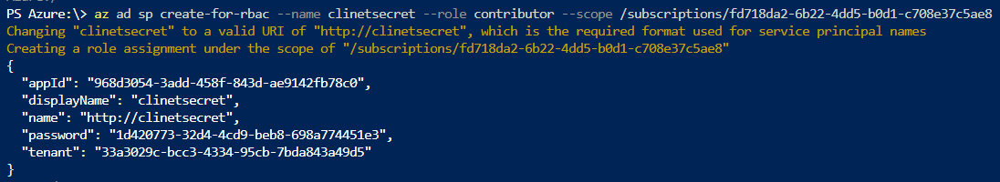 PS Azure:\> az ad sp create-for-rbac --name clinetsecret --role contributor --scope /subscriptions/fd718da2-6b22-4dd5-b0d1-c708e37c5ae8
Changing "clinetsecret" to a valid URI of "http://clinetsecret", which is the required format used for service principal names
Creating a role assignment under the scope of "/subscriptions/fd718da2-6b22-4dd5-b0d1-c708e37c5ae8"
{
  "appId": "968d3054-3add-458f-843d-ae9142fb78c0",
  "displayName": "clinetsecret",
  "name": "http://clinetsecret",
  "password": "1d420773-32d4-4cd9-beb8-698a774451e3",
  "tenant": "33a3029c-bcc3-4334-95cb-7bda843a49d5"
}